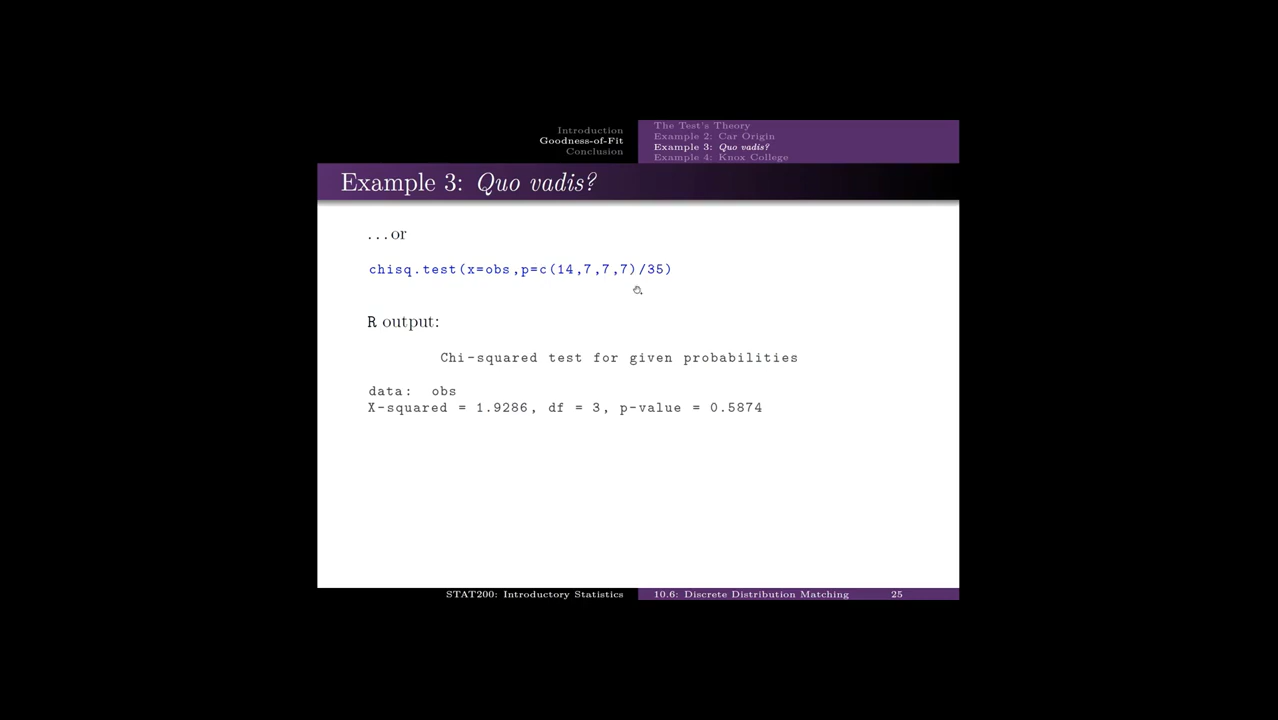 Introduction
Goodness-of-Fit
Conclusion
The Test's Theory
Example 2: Car Origin
Example 3: Quo vadis?
Example 4: Knox College
Example 3: Quo vadis?
...or
chisq.test(x=obs,p=c(14,7,7,7)/35)
R output:
Chi-squared test for given probabilities
data: obs
X-squared = 1.9286, df = 3, p-value = 0.5874
STAT200: Introductory Statistics
10.6: Discrete Distribution Matching 25